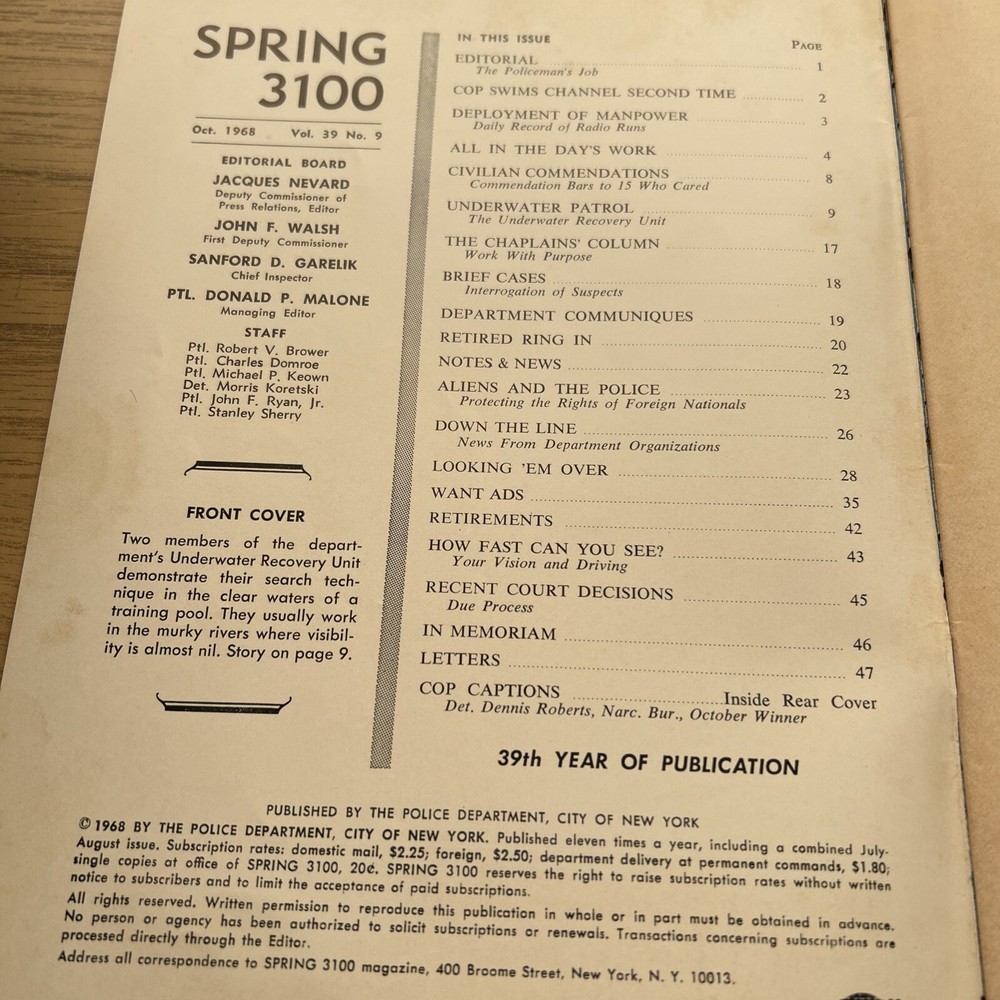 SPRING
3100
Oct. 1968 Vol. 39 No. 9
EDITORIAL BOARD
JACQUES NEVARD
Deputy Commissioner of
Press Relations, Editor
JOHN F. WALSH
First Deputy Commissioner
SANFORD D. GARELIK
Chief Inspector
PTL. DONALD P. MALONE
Managing Editor
STAFF
Ptl. Robert V. Brower
Ptl. Charles Domroe
Ptl. Michael P. Keown
Det. Morris Koretski
Ptl. John F. Ryan, Jr.
Ptl. Stanley Sherry
FRONT COVER
Two members of the depart-
ment's Underwater Recovery Unit
demonstrate their search tech-
nique in the clear waters of a
training pool. They usually work
in the murky rivers where visibil-
ity is almost nil. Story on page 9.
IN THIS ISSUE
PAGE
EDITORIAL 1
The Policeman's Job
COP SWIMS CHANNEL SECOND TIME 2
DEPLOYMENT OF MANPOWER 3
Daily Record of Radio Runs
ALL IN THE DAY'S WORK 4
CIVILIAN COMMENDATIONS 8
Commendation Bars to 15 Who Cared
UNDERWATER PATROL 9
The Underwater Recovery Unit
THE CHAPLAINS' COLUMN 17
Work With Purpose
BRIEF CASES 18
Interrogation of Suspects
DEPARTMENT COMMUNIQUES 19
RETIRED RING IN 20
NOTES & NEWS 22
ALIENS AND THE POLICE 23
Protecting the Rights of Foreign Nationals
DOWN THE LINE 26
News From Department Organizations
LOOKING 'EM OVER 28
WANT ADS 35
RETIREMENTS 42
HOW FAST CAN YOU SEE? 43
Your Vision and Driving
RECENT COURT DECISIONS 45
Due Process
IN MEMORIAM 46
LETTERS 47
COP CAPTIONS Inside Rear Cover
Det. Dennis Roberts, Narc. Bur., October Winner
39th YEAR OF PUBLICATION
PUBLISHED BY THE POLICE DEPARTMENT, CITY OF NEW YORK
© 1968 BY THE POLICE DEPARTMENT, CITY OF NEW YORK. Published eleven times a year, including a combined July-
August issue. Subscription rates: domestic mail, $2.25; foreign, $2.50; department delivery at permanent commands, $1.80;
single copies at office of SPRING 3100, 20¢. SPRING 3100 reserves the right to raise subscription rates without written
notice to subscribers and to limit the acceptance of paid subscriptions.
All rights reserved. Written permission to reproduce this publication in whole or in part must be obtained in advance.
No person or agency has been authorized to solicit subscriptions or renewals. Transactions concerning subscriptions are
processed directly through the Editor.
Address all correspondence to SPRING 3100 magazine, 400 Broome Street, New York, N. Y. 10013.